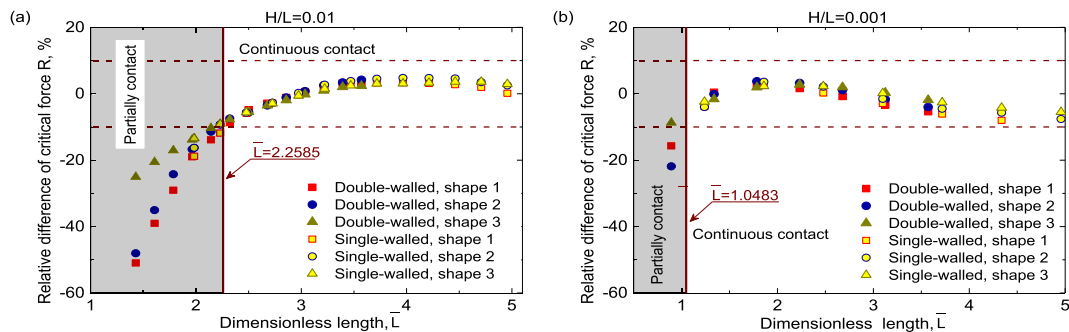 (a)
H/L=0.01
Relative difference of critical force R, %
20
0
-20
-40
-60
Partially contact
Continuous contact
L̅=2.2585
Double-walled, shape 1
Double-walled, shape 2
Double-walled, shape 3
Single-walled, shape 1
Single-walled, shape 2
Single-walled, shape 3
1 2 3 4 5
Dimensionless length, L̅
(b)
H/L=0.001
Relative difference of critical force R, %
20
0
-20
-40
-60
Partially contact
L̅=1.0483
Continuous contact
Double-walled, shape 1
Double-walled, shape 2
Double-walled, shape 3
Single-walled, shape 1
Single-walled, shape 2
Single-walled, shape 3
0 1 2 3 4 5
Dimensionless length, L̅